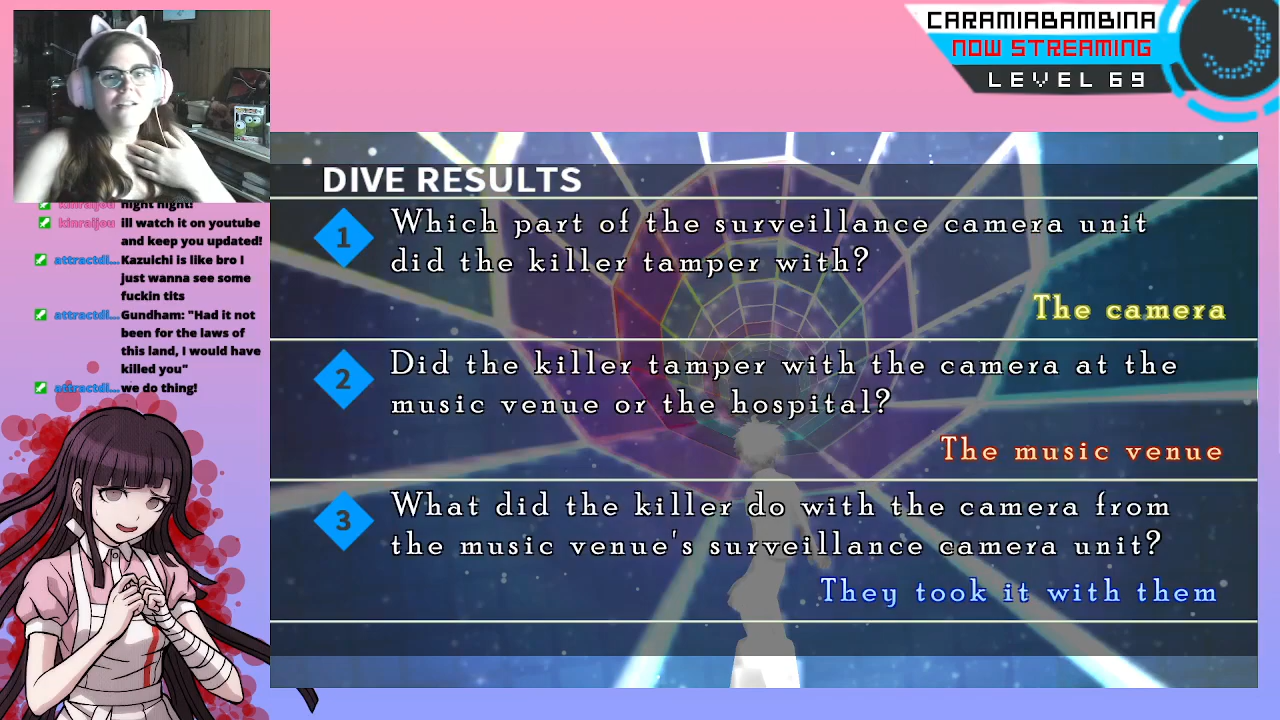 CARAMIABAMBINA
NOW STREAMING
LEVEL 69
kinraijou night night!
kinraijou ill watch it on youtube
and keep you updated!
attractdi... Kazuichi is like bro I
just wanna see some
fuckin tits
attractdi... Gundham: "Had it not
been for the laws of
this land, I would have
killed you"
attractdi... we do thing!
DIVE RESULTS
1 Which part of the surveillance camera unit
did the killer tamper with?
The camera
2 Did the killer tamper with the camera at the
music venue or the hospital?
The music venue
3 What did the killer do with the camera from
the music venue's surveillance camera unit?
They took it with them